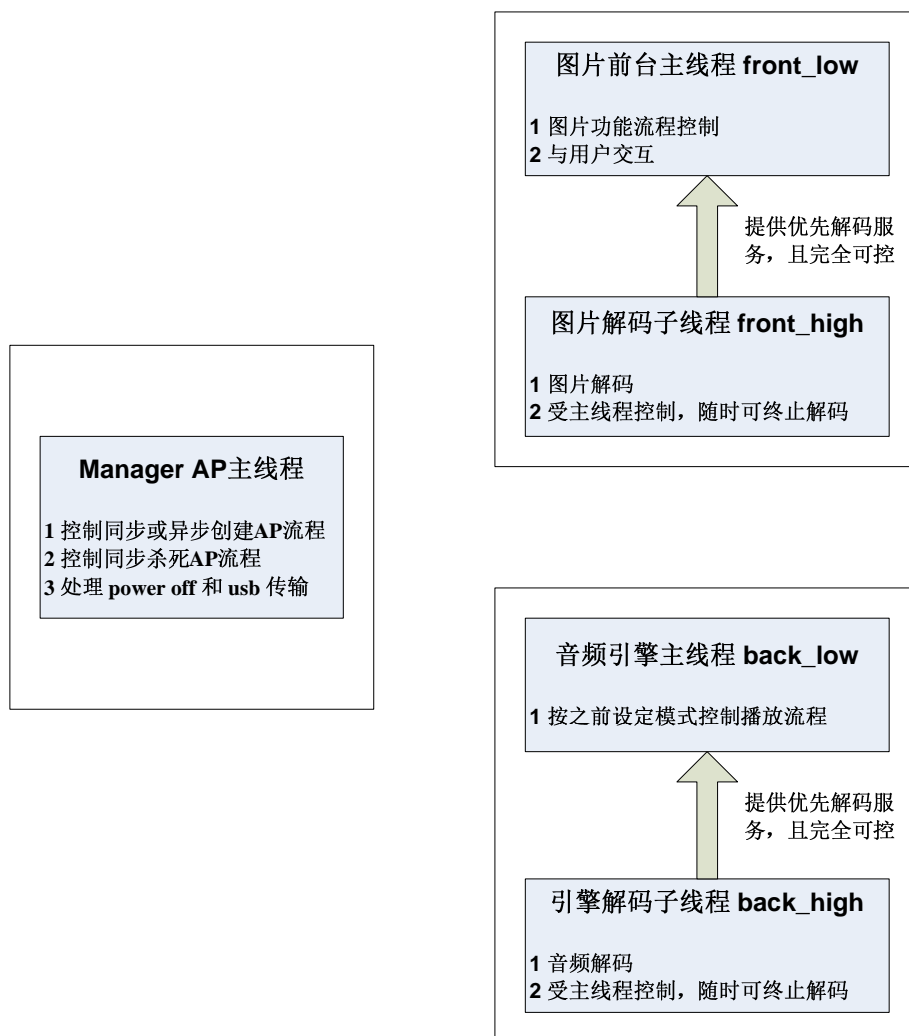 图片前台主线程 front_low
1 图片功能流程控制
2 与用户交互
提供优先解码服
务，且完全可控
图片解码子线程 front_high
1 图片解码
2 受主线程控制，随时可终止解码
Manager AP主线程
1 控制同步或异步创建AP流程
2 控制同步杀死AP流程
3 处理 power off 和 usb 传输
音频引擎主线程 back_low
1 按之前设定模式控制播放流程
提供优先解码服
务，且完全可控
引擎解码子线程 back_high
1 音频解码
2 受主线程控制，随时可终止解码